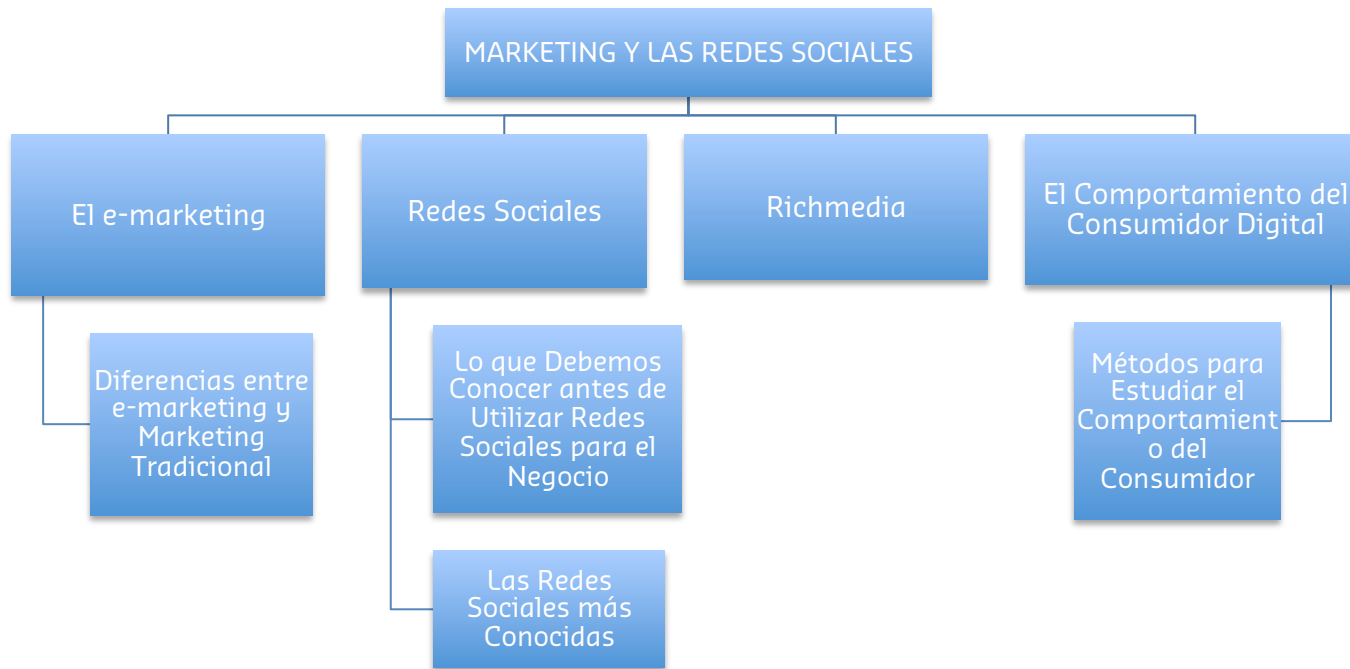 MARKETING Y LAS REDES SOCIALES
El e-marketing
Redes Sociales
Richmedia
El Comportamiento del
Consumidor Digital
Diferencias entre
e-marketing y
Marketing
Tradicional
Lo que Debemos
Conocer antes de
Utilizar Redes
Sociales para el
Negocio
Las Redes
Sociales más
Conocidas
Métodos para
Estudiar el
Comportamient
o del
Consumidor